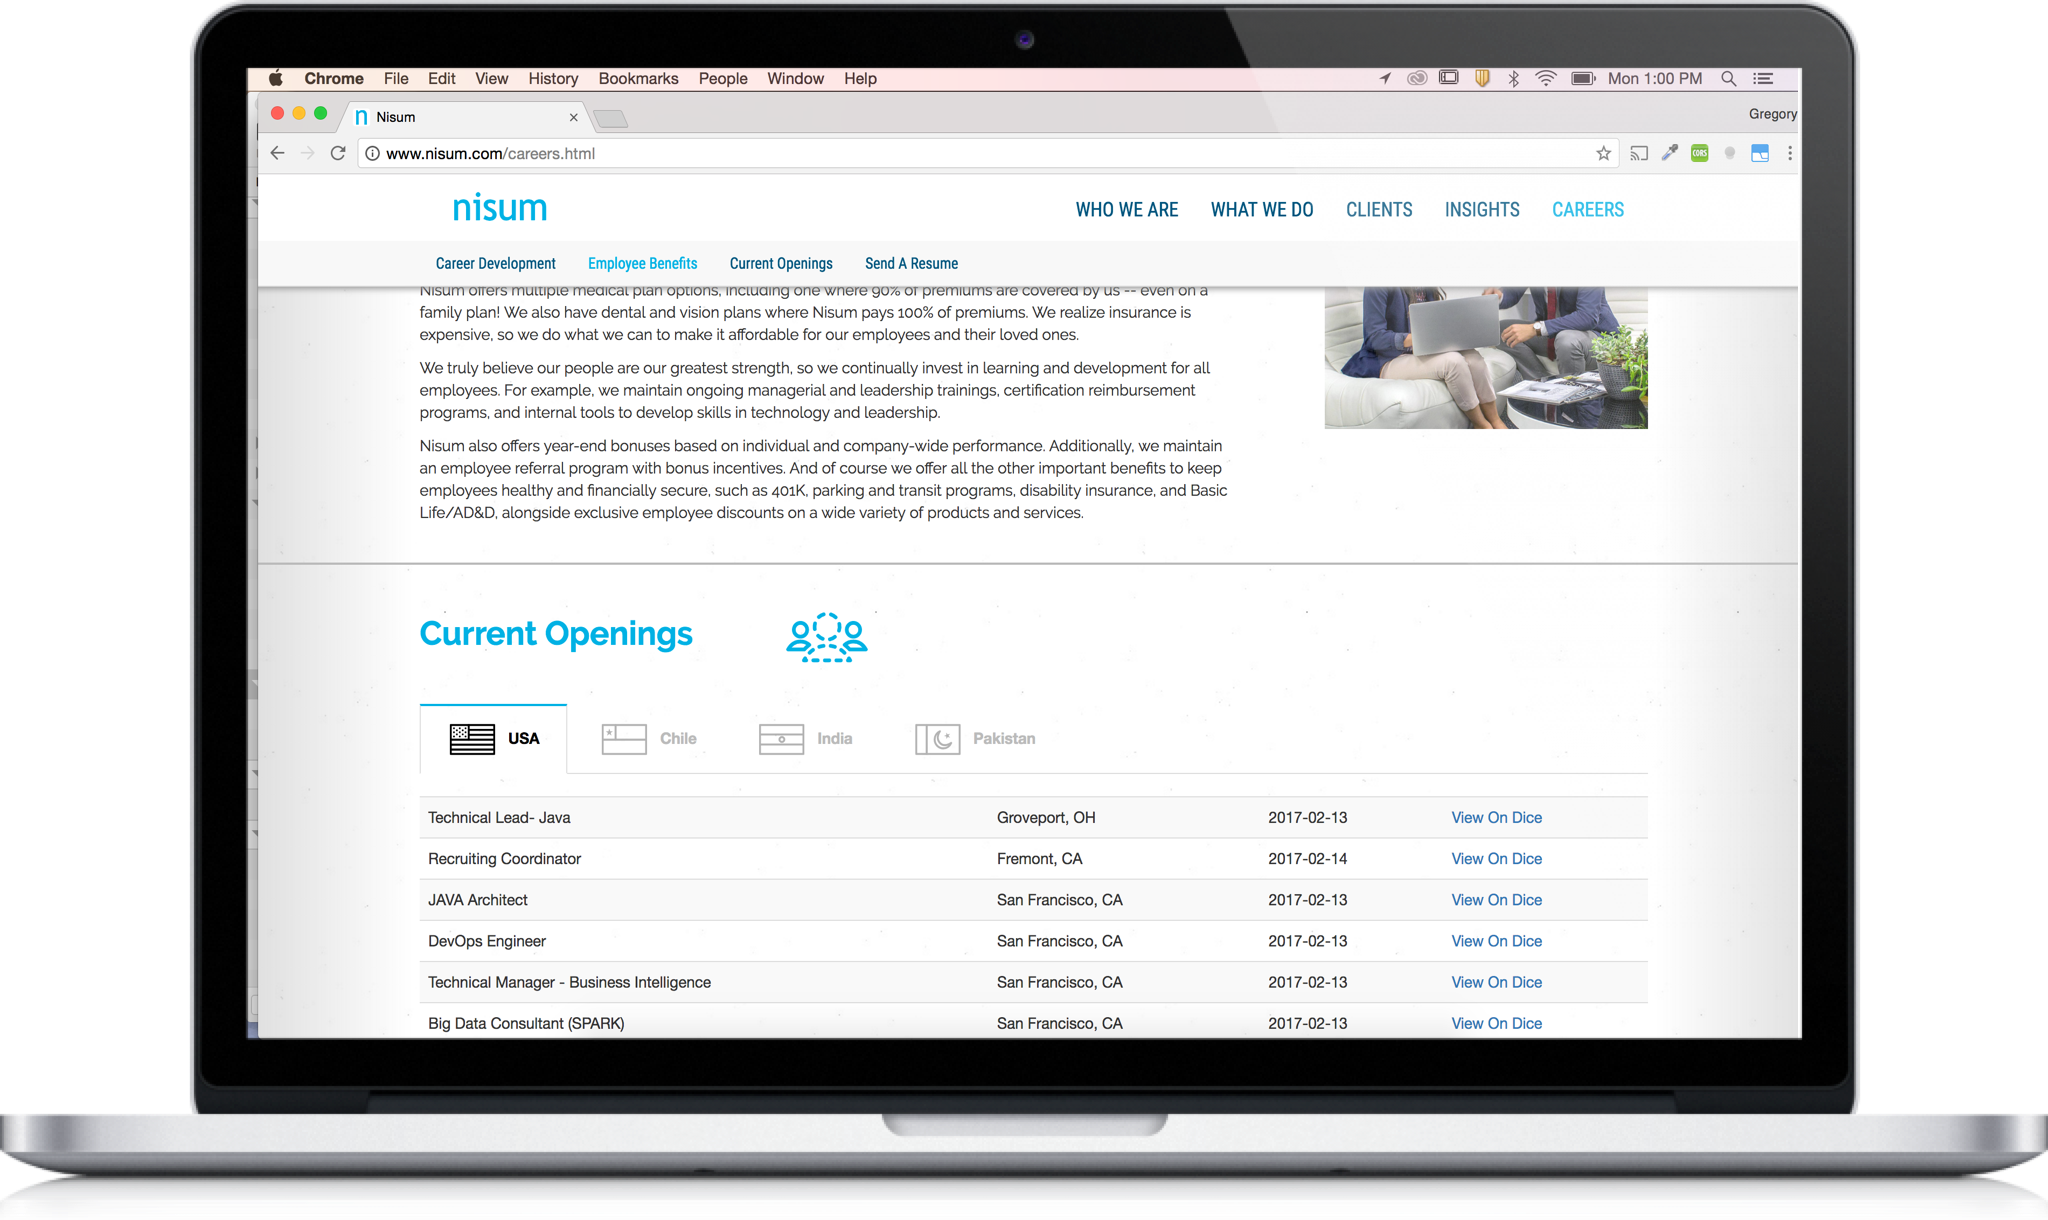 Chrome File Edit View History Bookmarks People Window Help Mon 1:00 PM
n Nisum Gregory
www.nisum.com/careers.html CORS
nisum WHO WE ARE WHAT WE DO CLIENTS INSIGHTS CAREERS
Career Development Employee Benefits Current Openings Send A Resume
Nisum offers multiple medical plan options, including one where 90% of premiums are covered by us -- even on a
family plan! We also have dental and vision plans where Nisum pays 100% of premiums. We realize insurance is
expensive, so we do what we can to make it affordable for our employees and their loved ones.
We truly believe our people are our greatest strength, so we continually invest in learning and development for all
employees. For example, we maintain ongoing managerial and leadership trainings, certification reimbursement
programs, and internal tools to develop skills in technology and leadership.
Nisum also offers year-end bonuses based on individual and company-wide performance. Additionally, we maintain
an employee referral program with bonus incentives. And of course we offer all the other important benefits to keep
employees healthy and financially secure, such as 401K, parking and transit programs, disability insurance, and Basic
Life/AD&D, alongside exclusive employee discounts on a wide variety of products and services.
Current Openings
USA Chile India Pakistan
Technical Lead- Java Groveport, OH 2017-02-13 View On Dice
Recruiting Coordinator Fremont, CA 2017-02-14 View On Dice
JAVA Architect San Francisco, CA 2017-02-13 View On Dice
DevOps Engineer San Francisco, CA 2017-02-13 View On Dice
Technical Manager - Business Intelligence San Francisco, CA 2017-02-13 View On Dice
Big Data Consultant (SPARK) San Francisco, CA 2017-02-13 View On Dice